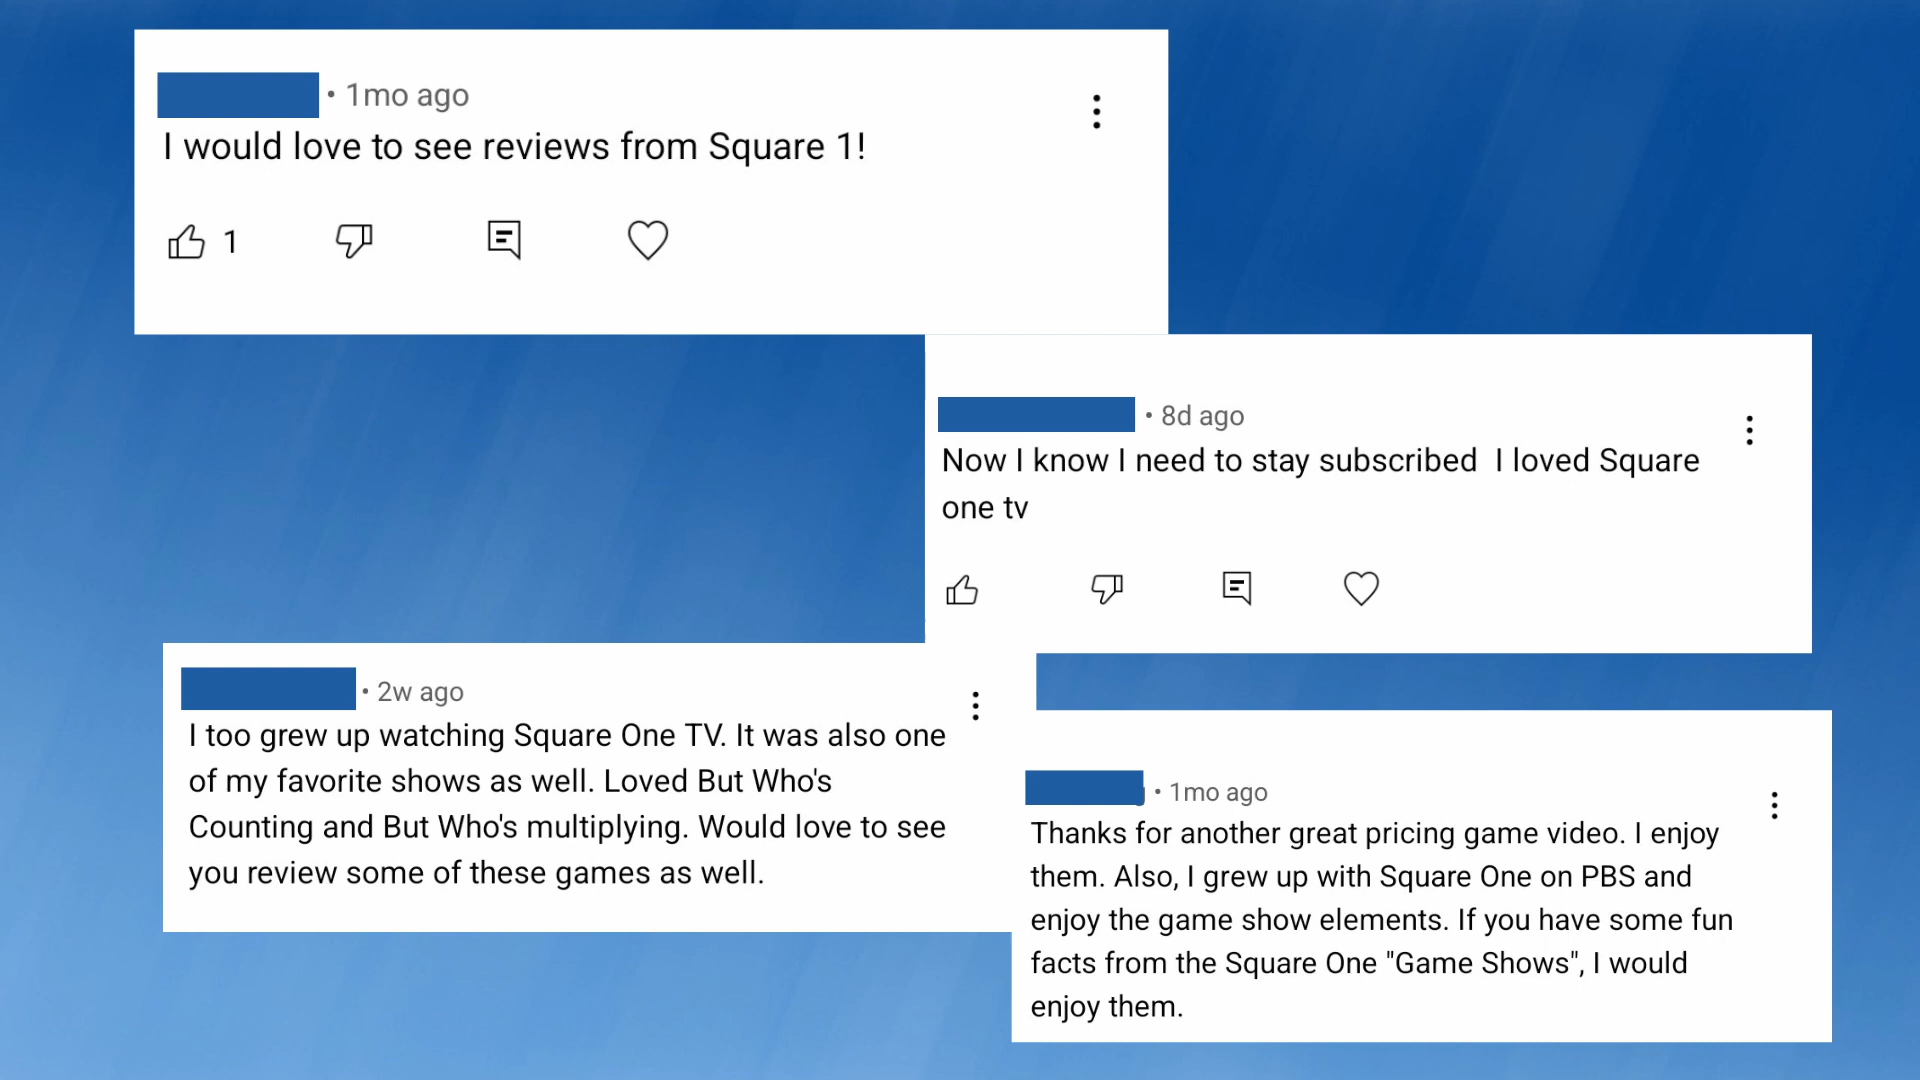 • 1mo ago
I would love to see reviews from Square 1!
1
• 8d ago
Now I know I need to stay subscribed  I loved Square
one tv
• 2w ago
I too grew up watching Square One TV. It was also one
of my favorite shows as well. Loved But Who's
Counting and But Who's multiplying. Would love to see
you review some of these games as well.
• 1mo ago
Thanks for another great pricing game video. I enjoy
them. Also, I grew up with Square One on PBS and
enjoy the game show elements. If you have some fun
facts from the Square One "Game Shows", I would
enjoy them.